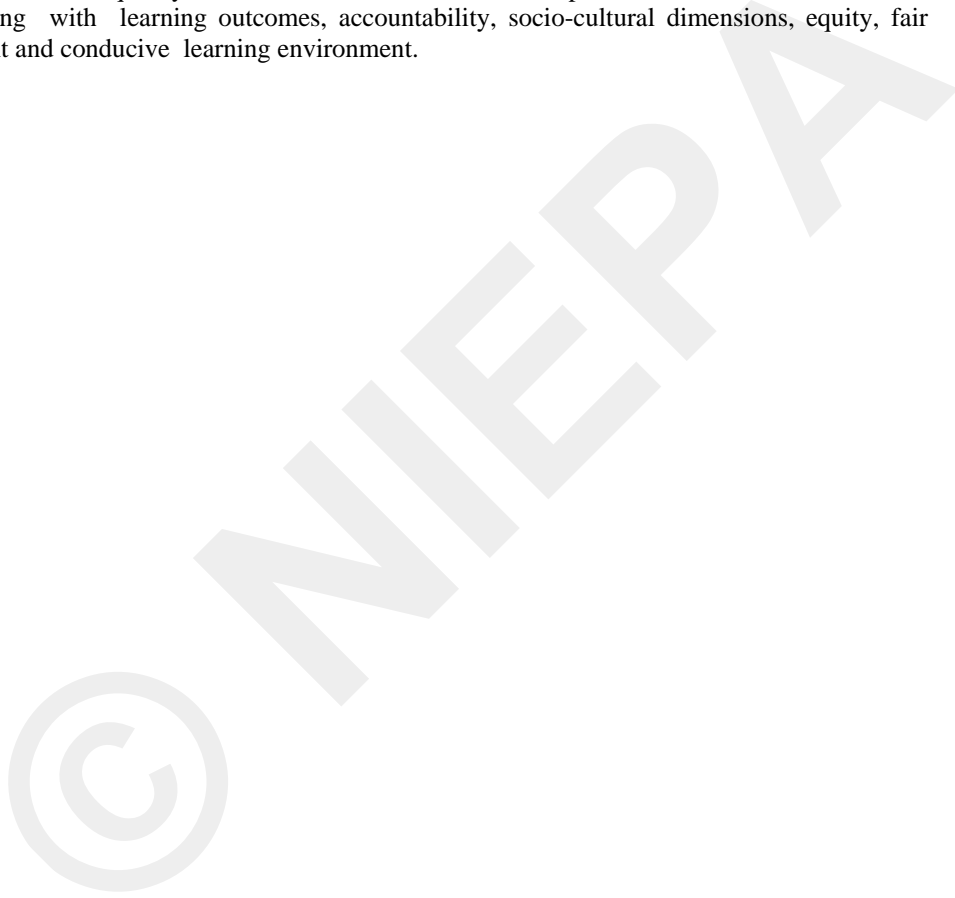 ng with learning outcomes, accountability, socio-cultural dimensions, equity, fair
t and conducive learning environment.
© NIEPA